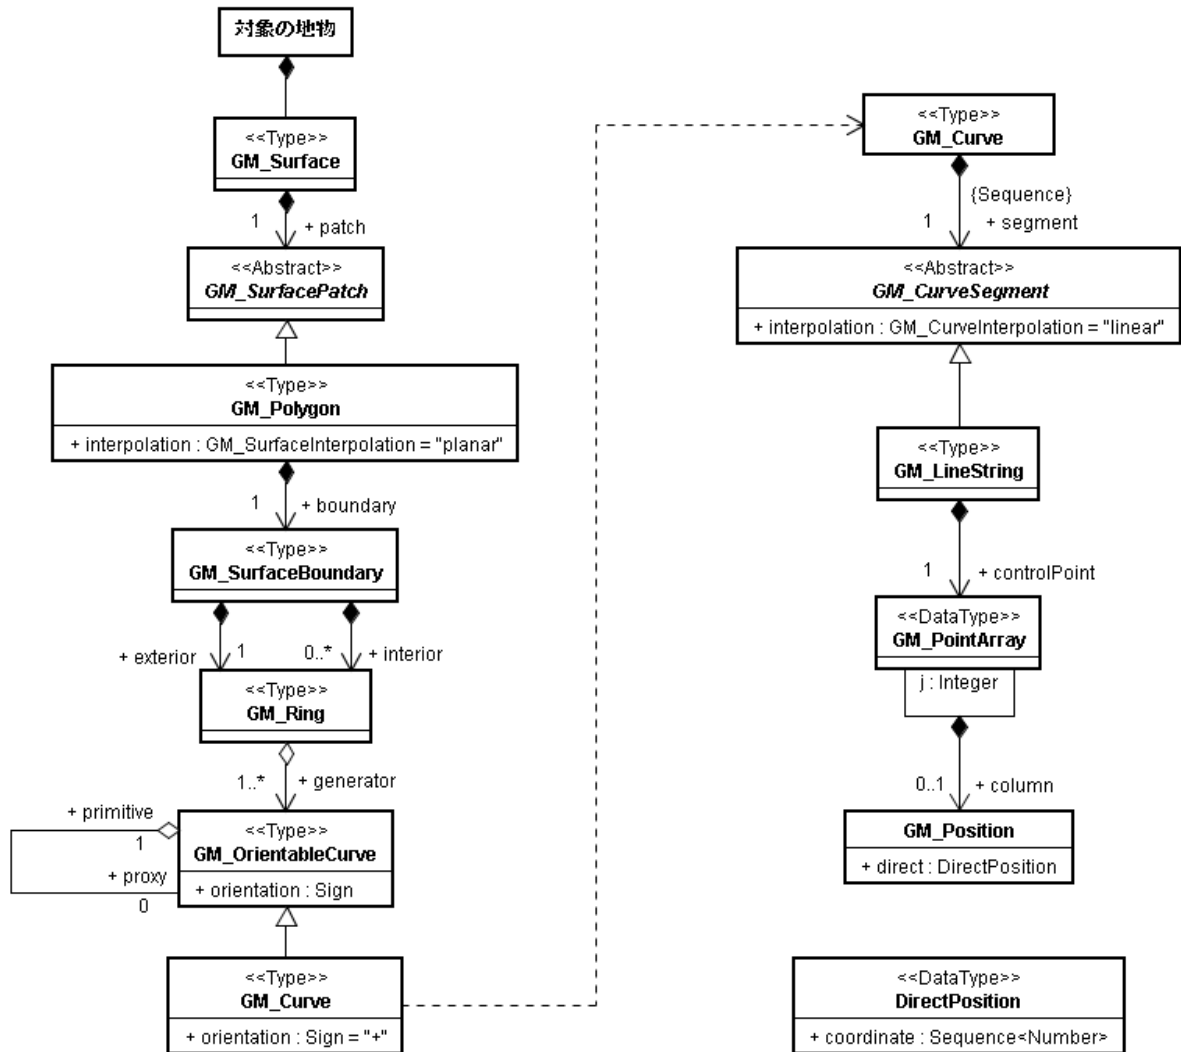 対象の地物
<<Type>>
GM_Surface
1
+ patch
<<Abstract>>
GM_SurfacePatch
<<Type>>
GM_Polygon
+ interpolation : GM_SurfaceInterpolation = "planar"
1
+ boundary
<<Type>>
GM_SurfaceBoundary
+ exterior
1
0..*
+ interior
<<Type>>
GM_Ring
1..*
+ generator
+ primitive
1
+ proxy
0
<<Type>>
GM_OrientableCurve
+ orientation : Sign
<<Type>>
GM_Curve
+ orientation : Sign = "+"
<<Type>>
GM_Curve
{Sequence}
1
+ segment
<<Abstract>>
GM_CurveSegment
+ interpolation : GM_CurveInterpolation = "linear"
<<Type>>
GM_LineString
1
+ controlPoint
<<DataType>>
GM_PointArray
j : Integer
0..1
+ column
GM_Position
+ direct : DirectPosition
<<DataType>>
DirectPosition
+ coordinate : Sequence<Number>